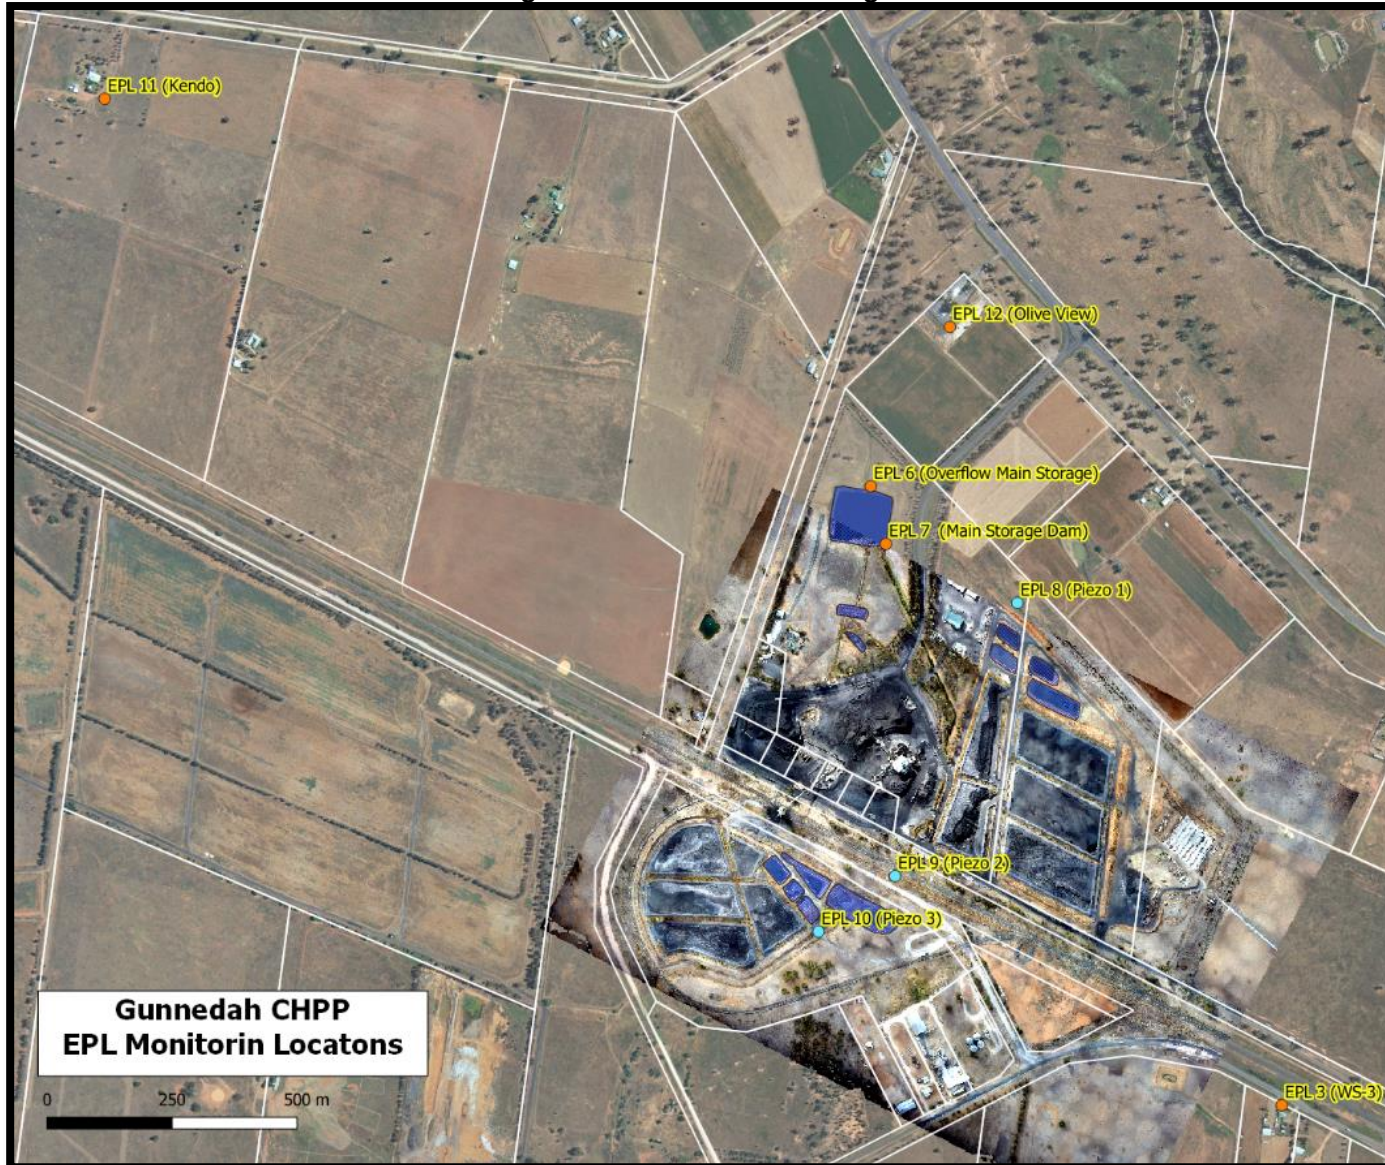 EPL 11 (Kendo)
EPL 12 (Olive View)
EPL 6 (Overflow Main Storage)
EPL 7 (Main Storage Dam)
EPL 8 (Piezo 1)
EPL 9 (Piezo 2)
EPL 10 (Piezo 3)
Gunnedah CHPP
EPL Monitorin Locatons
0 250 500 m
EPL 3 (WS-3)